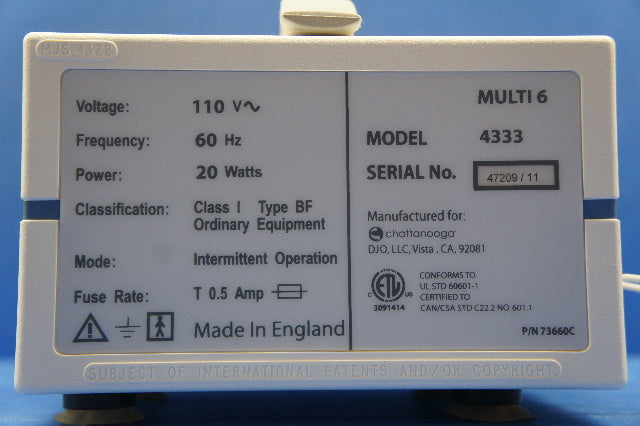 MJS 4322
Voltage: 110 V∿
Frequency: 60 Hz
Power: 20 Watts
Classification: Class I Type BF
Ordinary Equipment
Mode: Intermittent Operation
Fuse Rate: T 0.5 Amp
Made In England
MULTI 6
MODEL 4333
SERIAL No. 47209 / 11
Manufactured for:
chattanooga
DJO, LLC, Vista , CA, 92081
C ETL US
3091414
CONFORMS TO
UL STD 60601-1
CERTIFIED TO
CAN/CSA STD C22.2 NO. 601.1
P/N 73660C
SUBJECT OF INTERNATIONAL PATENTS AND/OR COPYRIGHT.